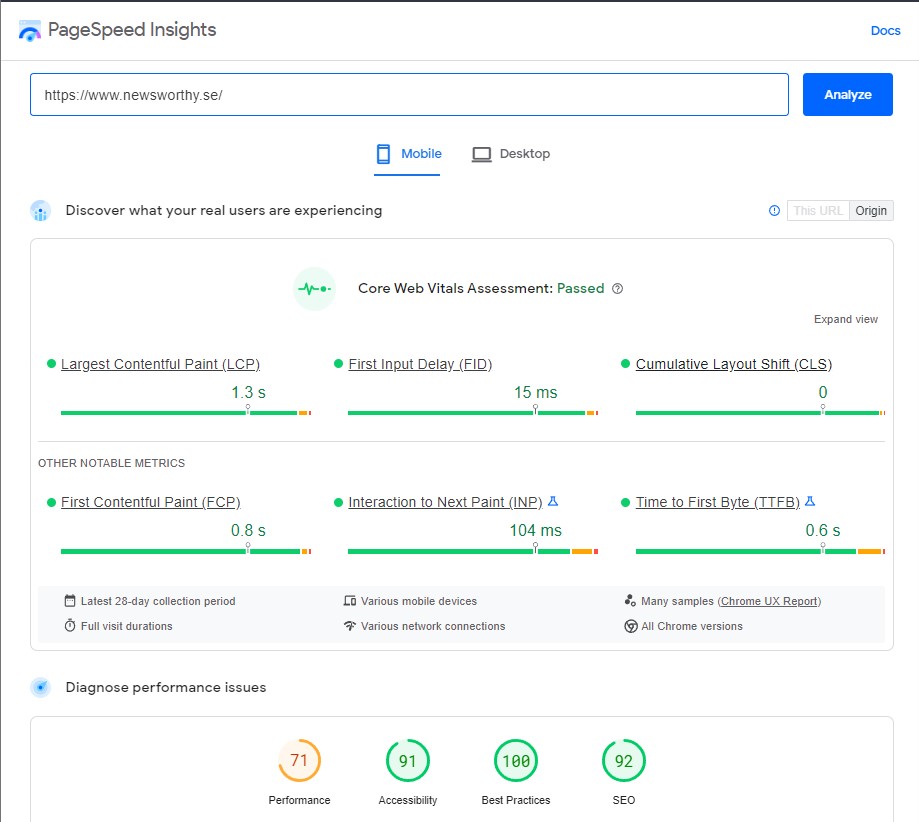 PageSpeed Insights
Docs
https://www.newsworthy.se/
Analyze
Mobile
Desktop
Discover what your real users are experiencing
This URL
Origin
Core Web Vitals Assessment: Passed
Expand view
Largest Contentful Paint (LCP)
1.3 s
First Input Delay (FID)
15 ms
Cumulative Layout Shift (CLS)
0
OTHER NOTABLE METRICS
First Contentful Paint (FCP)
0.8 s
Interaction to Next Paint (INP)
104 ms
Time to First Byte (TTFB)
0.6 s
Latest 28-day collection period
Various mobile devices
Many samples (Chrome UX Report)
Full visit durations
Various network connections
All Chrome versions
Diagnose performance issues
71
Performance
91
Accessibility
100
Best Practices
92
SEO